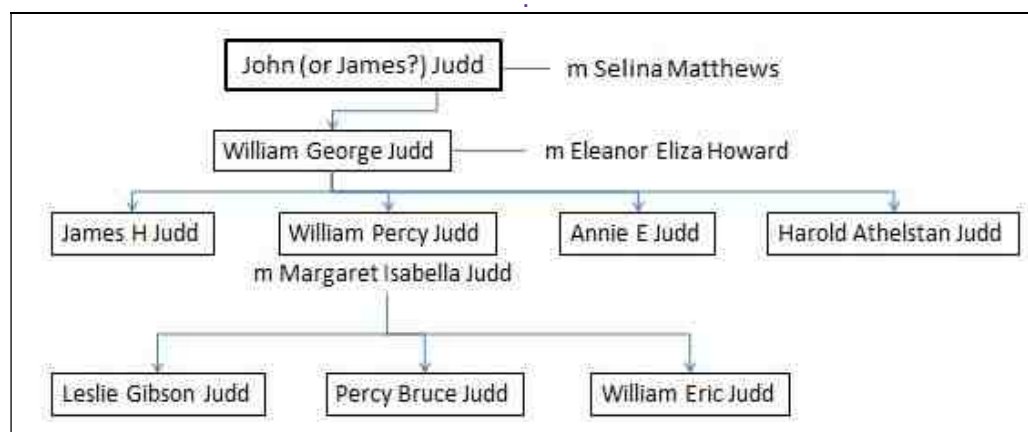 John (or James?) Judd m Selina Matthews
William George Judd m Eleanor Eliza Howard
James H Judd William Percy Judd Annie E Judd Harold Athelstan Judd
m Margaret Isabella Judd
Leslie Gibson Judd Percy Bruce Judd William Eric Judd